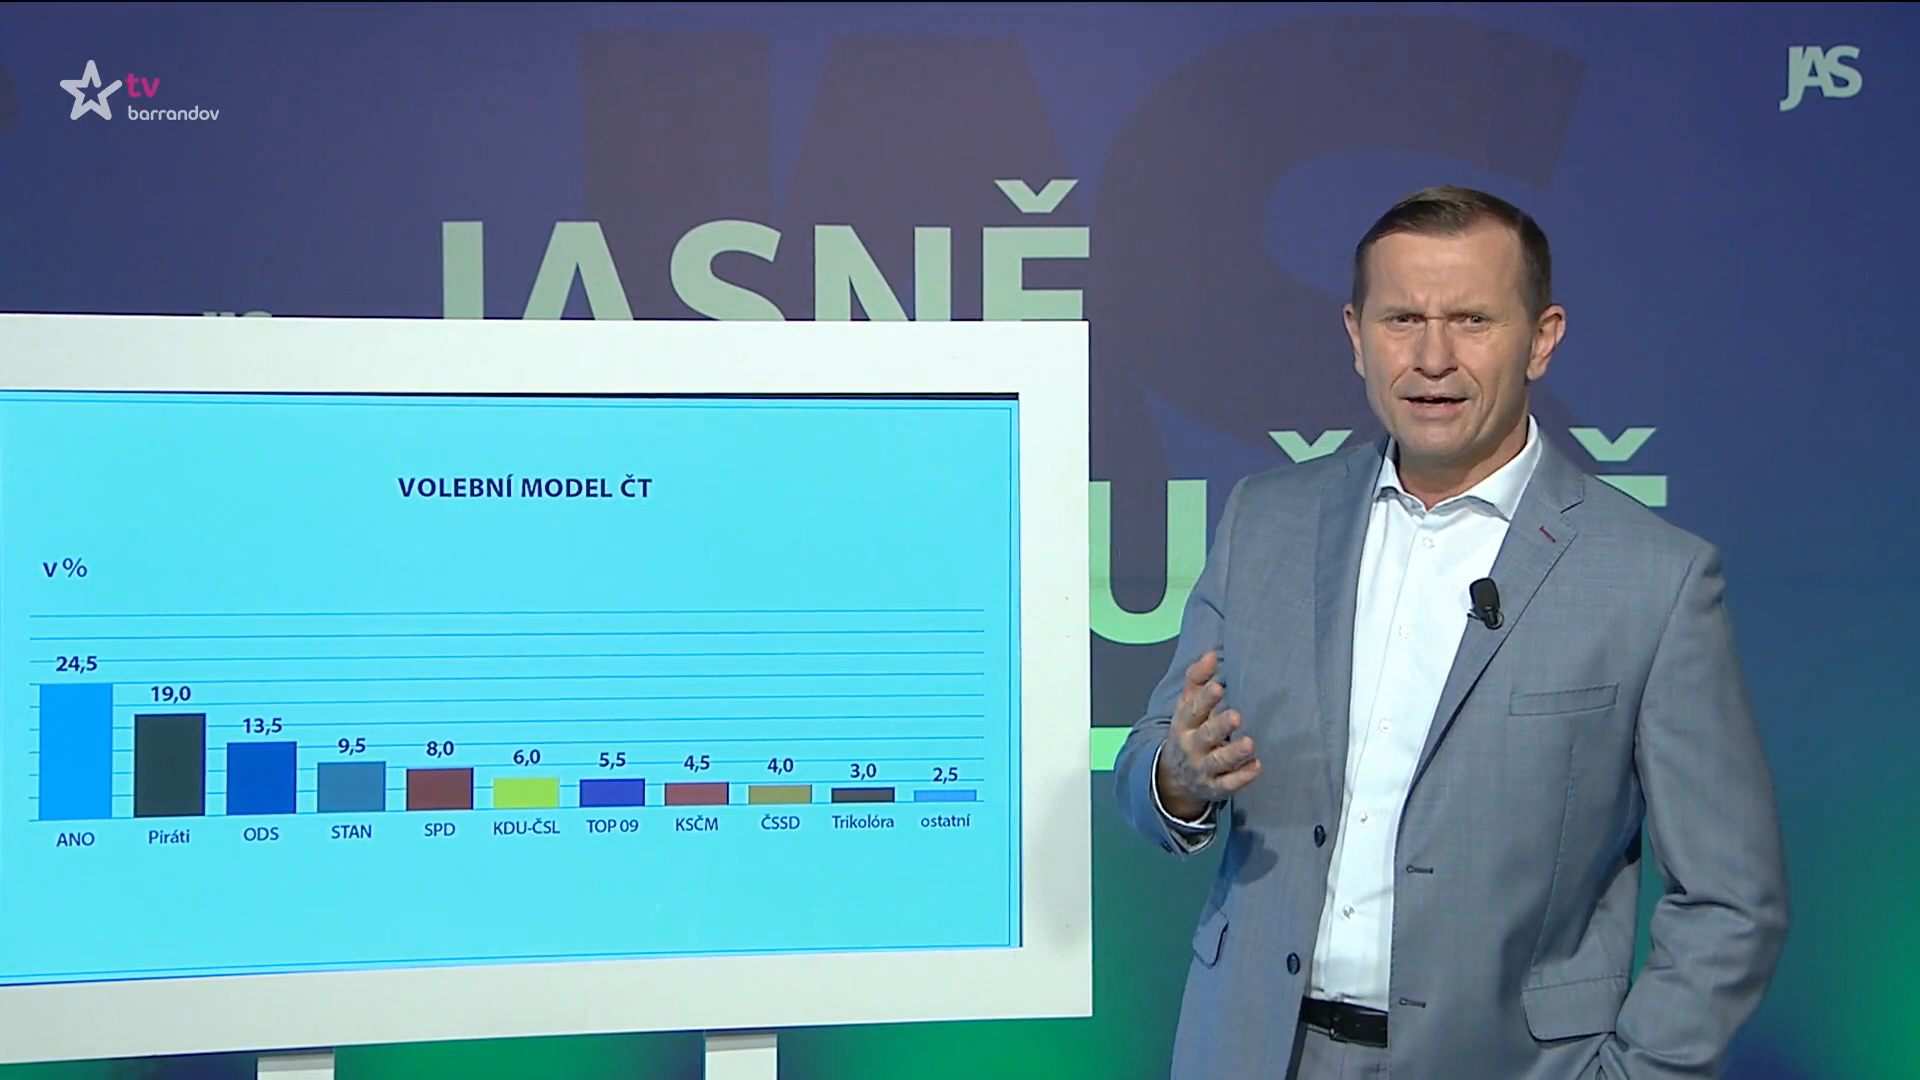 tv
barrandov
JAS
JASNĚ
VOLEBNÍ MODEL ČT
v %
24,5
19,0
13,5
9,5
8,0
6,0
5,5
4,5
4,0
3,0
2,5
ANO
Piráti
ODS
STAN
SPD
KDU-ČSL
TOP 09
KSČM
ČSSD
Trikolóra
ostatní